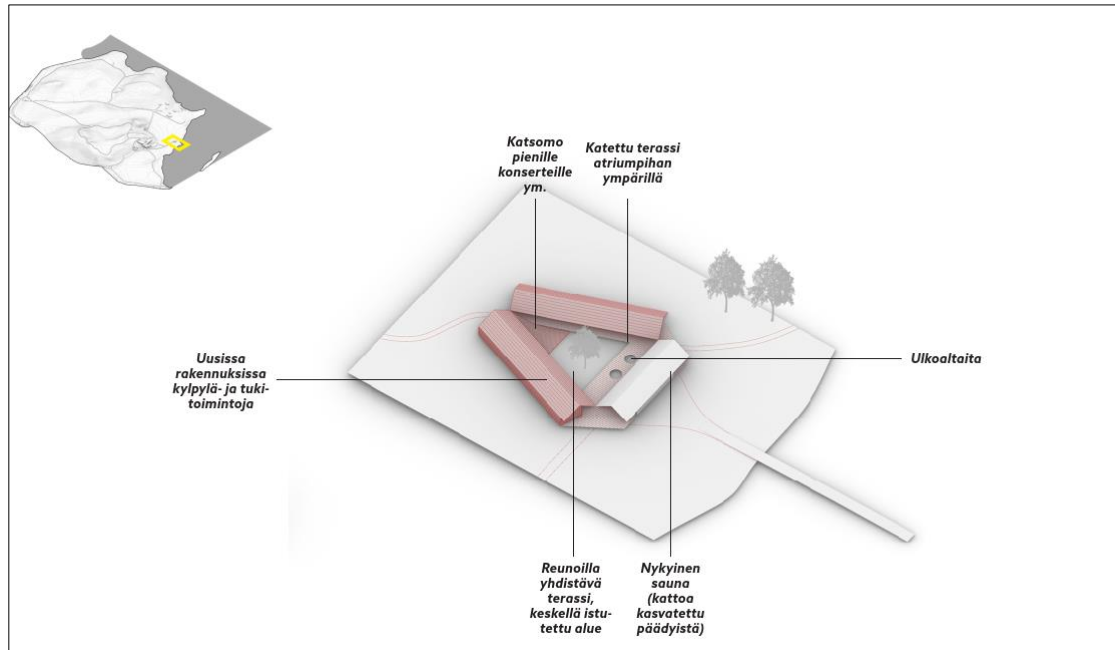 Katsomo
pienille
konserteille
ym.
Katettu terassi
atriumpihan
ympärillä
Uusissa
rakennuksissa
kylpylä- ja tuki-
toimintoja
Ulkoaltaita
Reunoilla
yhdistävä
terassi,
keskellä istu-
tettu alue
Nykyinen
sauna
(kattoa
kasvatettu
päädyistä)